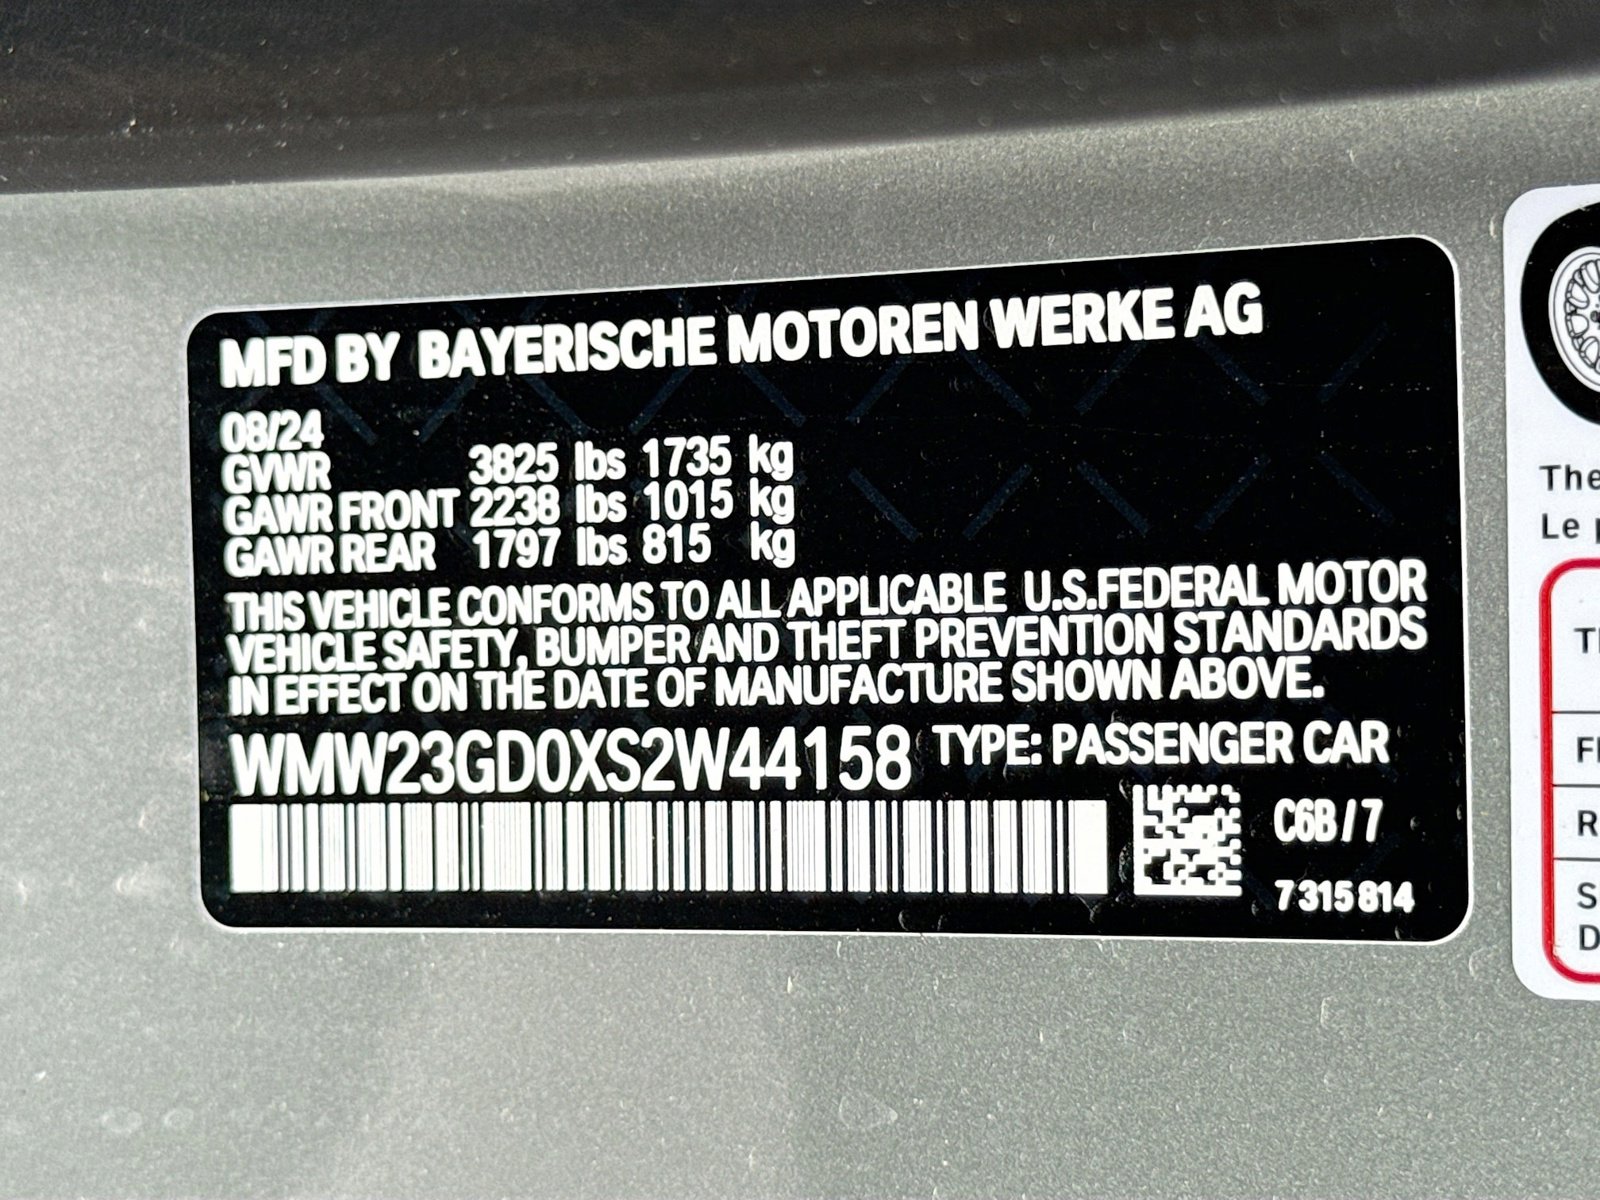 MFD BY BAYERISCHE MOTOREN WERKE AG
08/24
GVWR 3825 lbs 1735 kg
GAWR FRONT 2238 lbs 1015 kg
GAWR REAR 1797 lbs 815 kg
THIS VEHICLE CONFORMS TO ALL APPLICABLE U.S.FEDERAL MOTOR
VEHICLE SAFETY, BUMPER AND THEFT PREVENTION STANDARDS
IN EFFECT ON THE DATE OF MANUFACTURE SHOWN ABOVE.
WMW23GD0XS2W44158 TYPE: PASSENGER CAR
C6B/7
7 315 814
The
Le